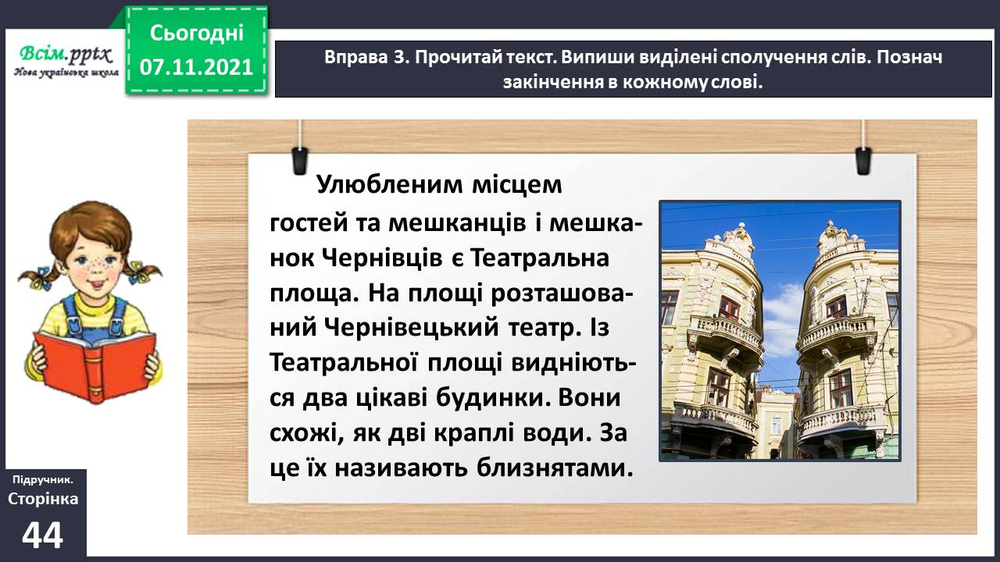 Сьогодні
07.11.2021
Всім.pptx
Нова українська школа
Вправа 3. Прочитай текст. Випиши виділені сполучення слів. Познач
закінчення в кожному слові.
Улюбленим місцем
гостей та мешканців і мешка-
нок Чернівців є Театральна
площа. На площі розташова-
ний Чернівецький театр. Із
Театральної площі видніють-
ся два цікаві будинки. Вони
схожі, як дві краплі води. За
це їх називають близнятами.
Підручник.
Сторінка
44